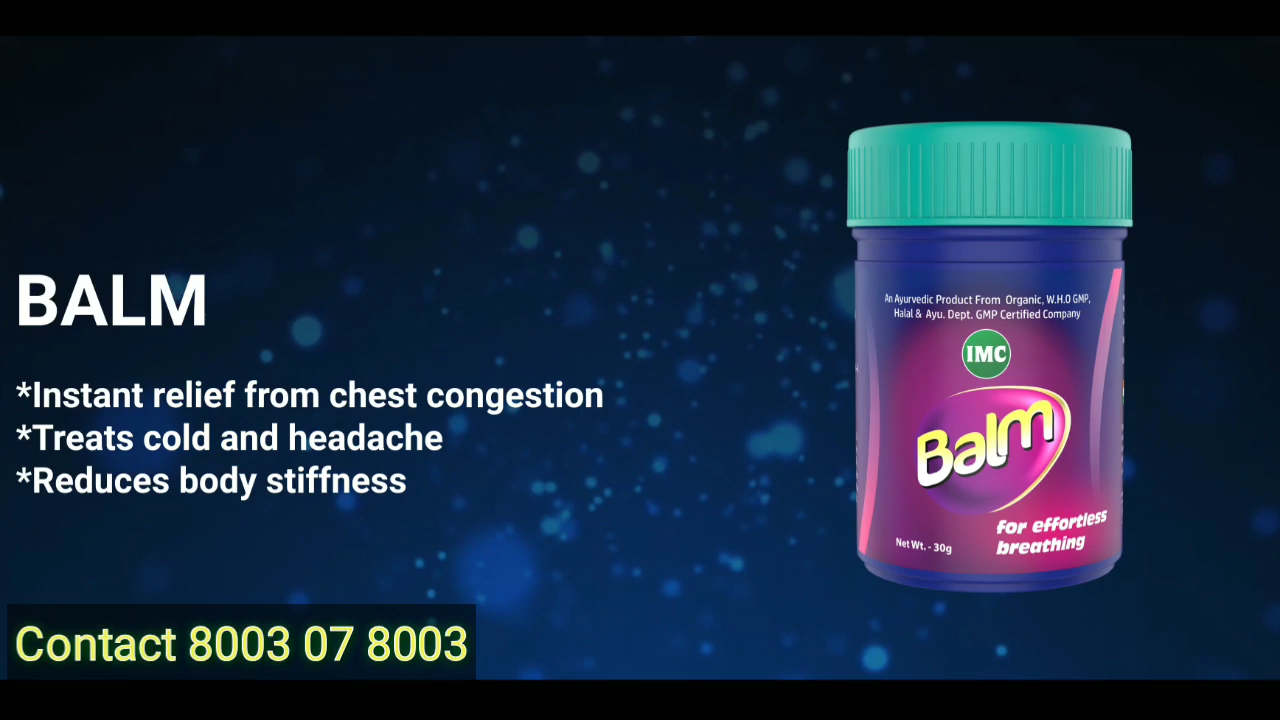 BALM
*Instant relief from chest congestion
*Treats cold and headache
*Reduces body stiffness
Contact 8003 07 8003
An Ayurvedic Product From Organic, W.H.O GMP,
Halal & Ayu. Dept. GMP Certified Company
IMC
Balm
for effortless
breathing
Net Wt. - 30g